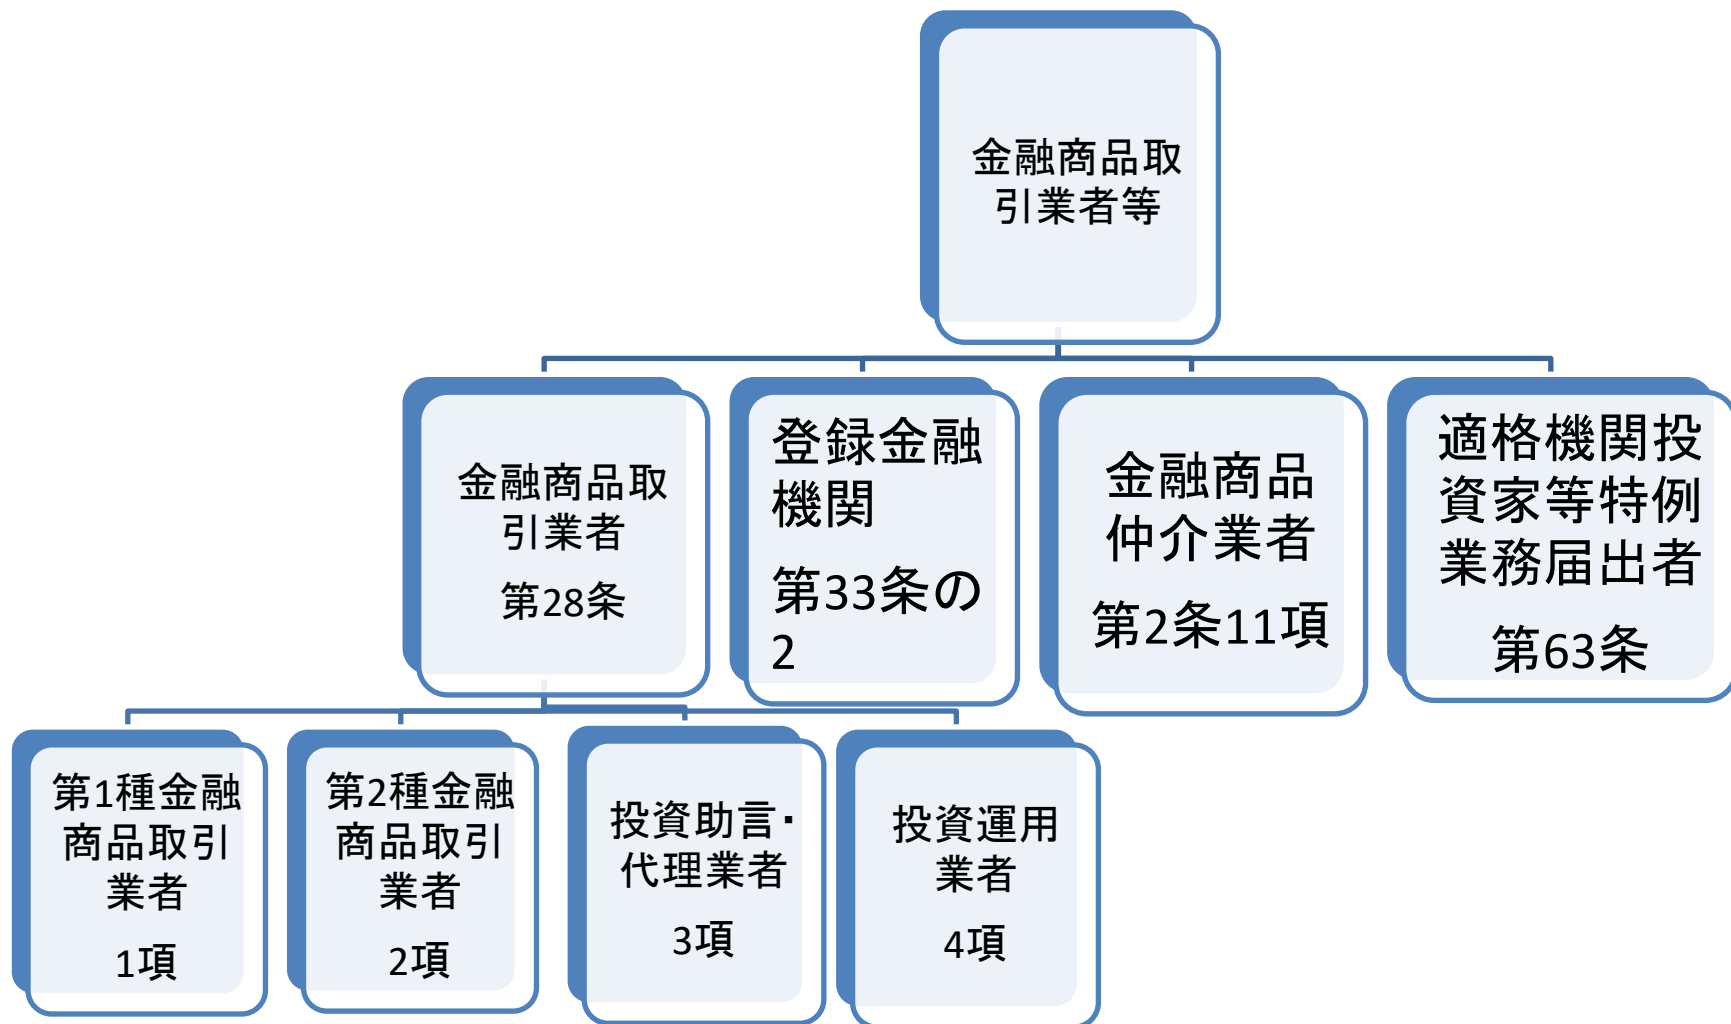 金融商品取
引業者等
金融商品取
引業者
第28条
登録金融
機関
第33条の
2
金融商品
仲介業者
第2条11項
適格機関投
資家等特例
業務届出者
第63条
第1種金融
商品取引
業者
1項
第2種金融
商品取引
業者
2項
投資助言・
代理業者
3項
投資運用
業者
4項